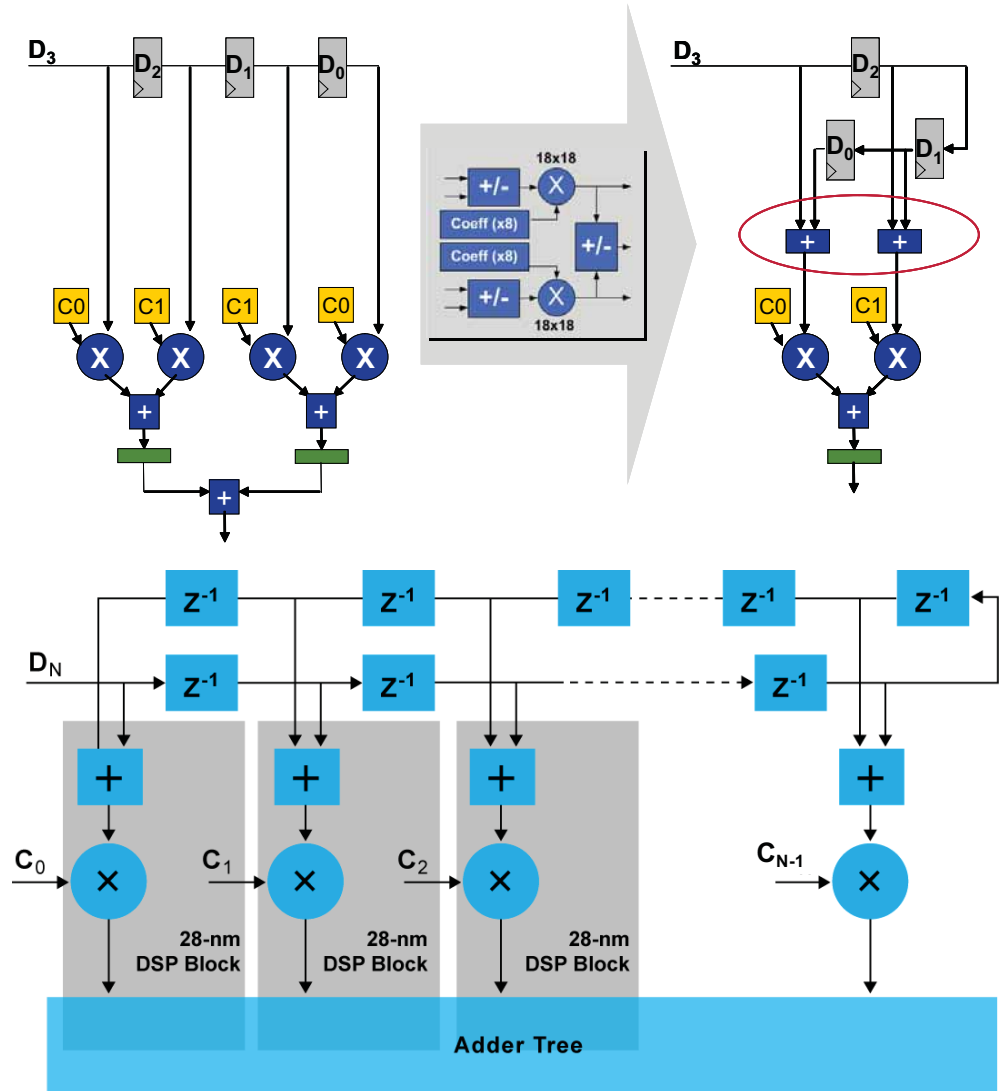 D₃ D₂ D₁ D₀
C0 C1 C1 C0
X X X X
+ +
+
18x18
+/- X
Coeff (x8)
+/-
Coeff (x8)
+/- X
18x18
D₃ D₂
D₀ D₁
+ +
C0 C1
X X
+
Z⁻¹ Z⁻¹ Z⁻¹ Z⁻¹ Z⁻¹
D_N Z⁻¹ Z⁻¹ Z⁻¹
+ + + +
C₀ × C₁ × C₂ × C_N-1 ×
28-nm
DSP Block
28-nm
DSP Block
28-nm
DSP Block
Adder Tree